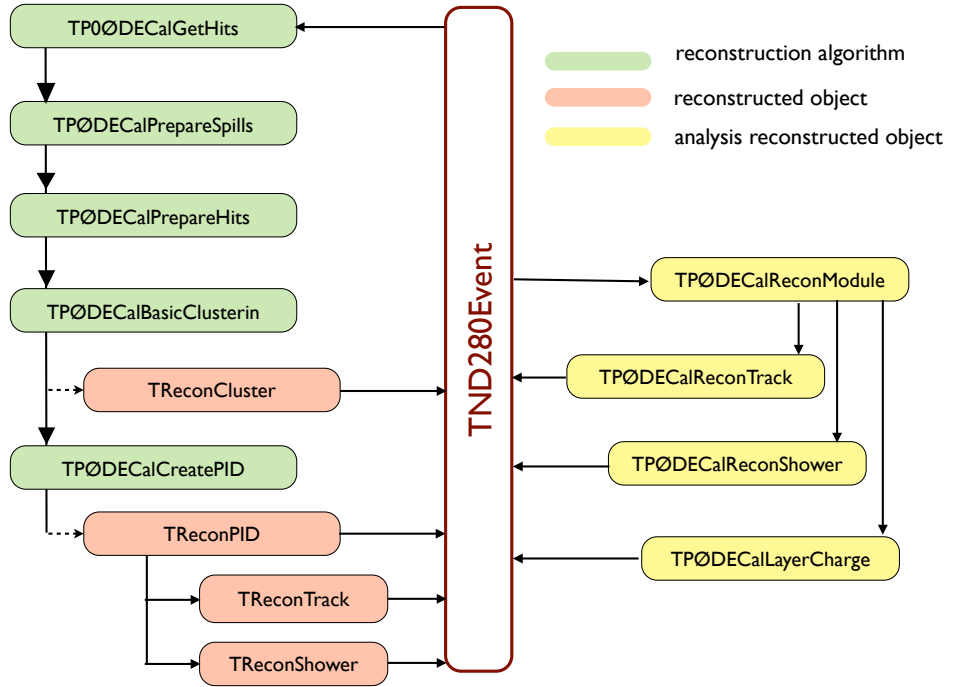 TP0ØDECalGetHits
reconstruction algorithm
reconstructed object
analysis reconstructed object
TPØDECalPrepareSpills
TPØDECalPrepareHits
TND280Event
TPØDECalReconModule
TPØDECalBasicClusterin
TReconCluster
TPØDECalReconTrack
TPØDECalCreatePID
TPØDECalReconShower
TReconPID
TPØDECalLayerCharge
TReconTrack
TReconShower